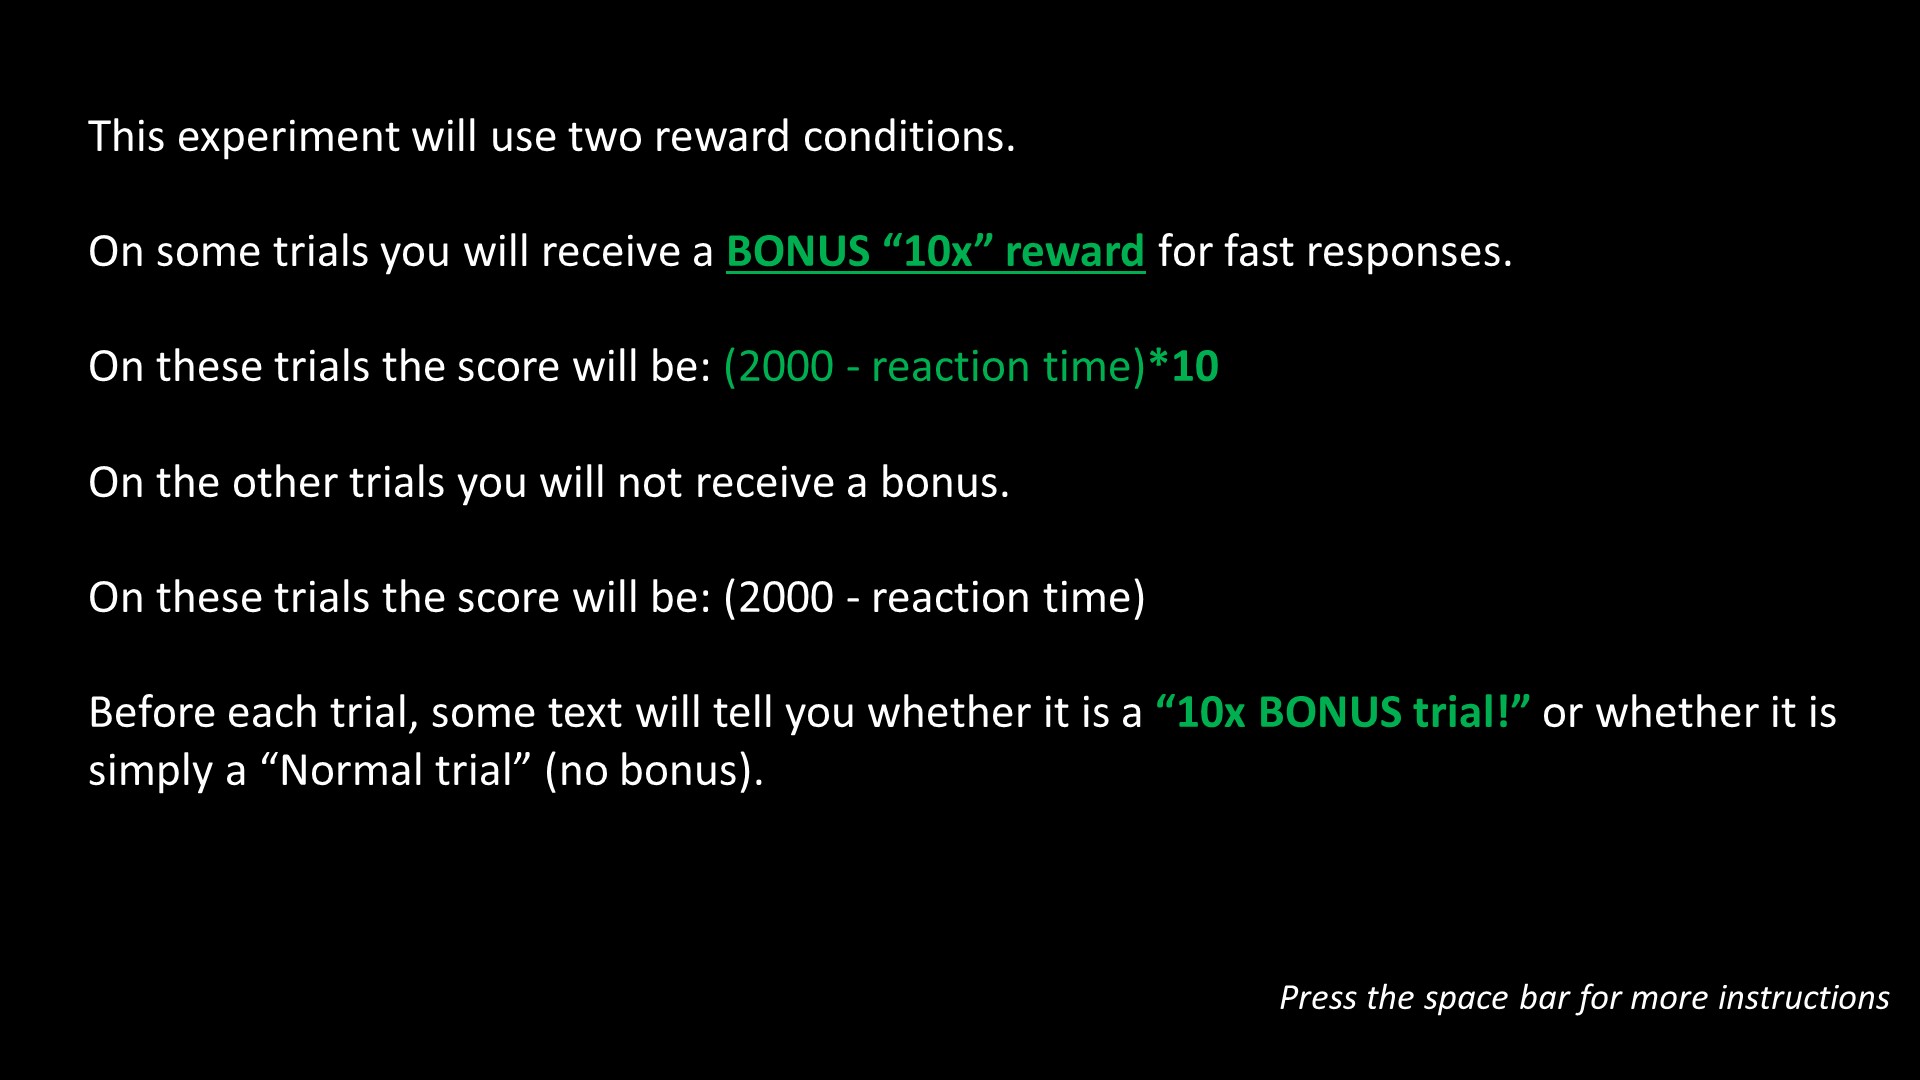 This experiment will use two reward conditions.
On some trials you will receive a BONUS “10x” reward for fast responses.
On these trials the score will be: (2000 - reaction time)*10
On the other trials you will not receive a bonus.
On these trials the score will be: (2000 - reaction time)
Before each trial, some text will tell you whether it is a “10x BONUS trial!” or whether it is
simply a “Normal trial” (no bonus).
Press the space bar for more instructions